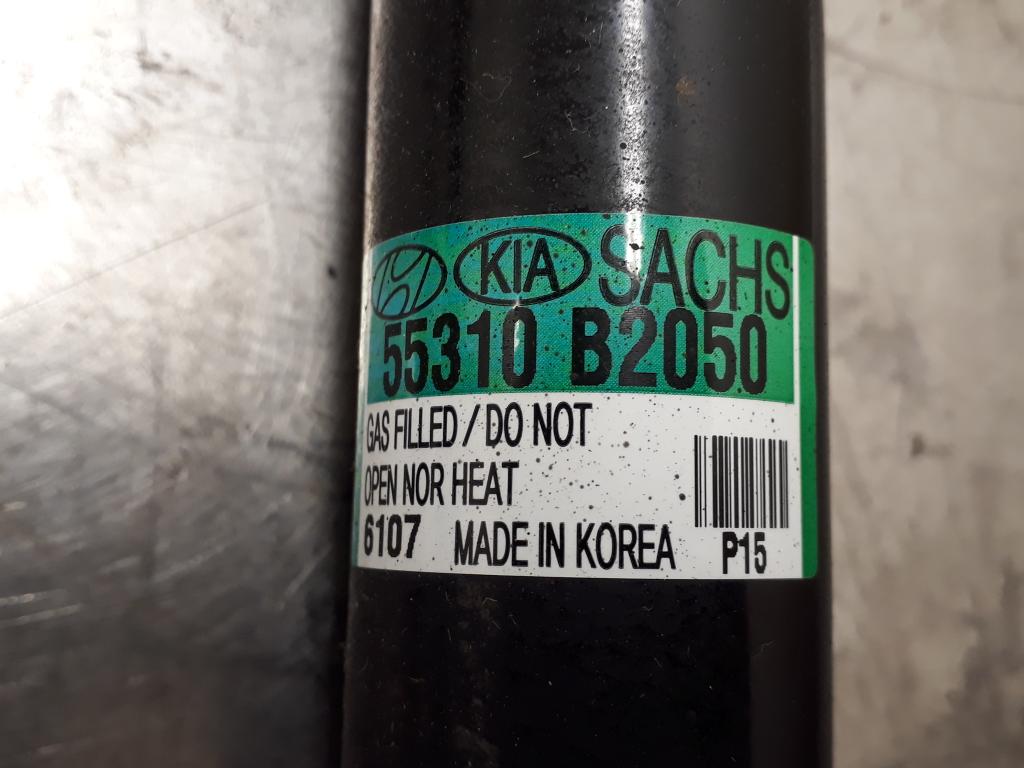 KIA SACHS
55310 B2050
GAS FILLED / DO NOT
OPEN NOR HEAT
6107 MADE IN KOREA P15